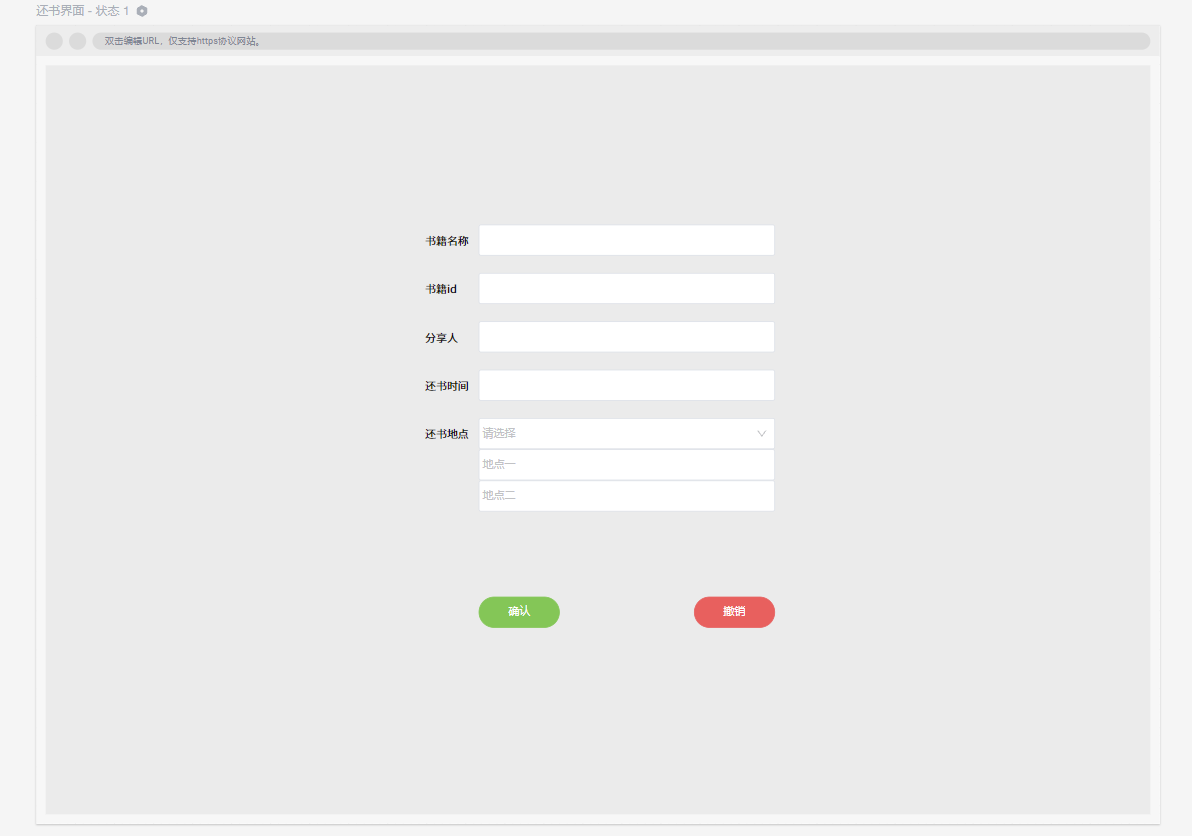 还书界面 - 状态 1
双击编辑URL，仅支持https协议网站。
书籍名称
书籍id
分享人
还书时间
还书地点 请选择
地点一
地点二
确认 撤销